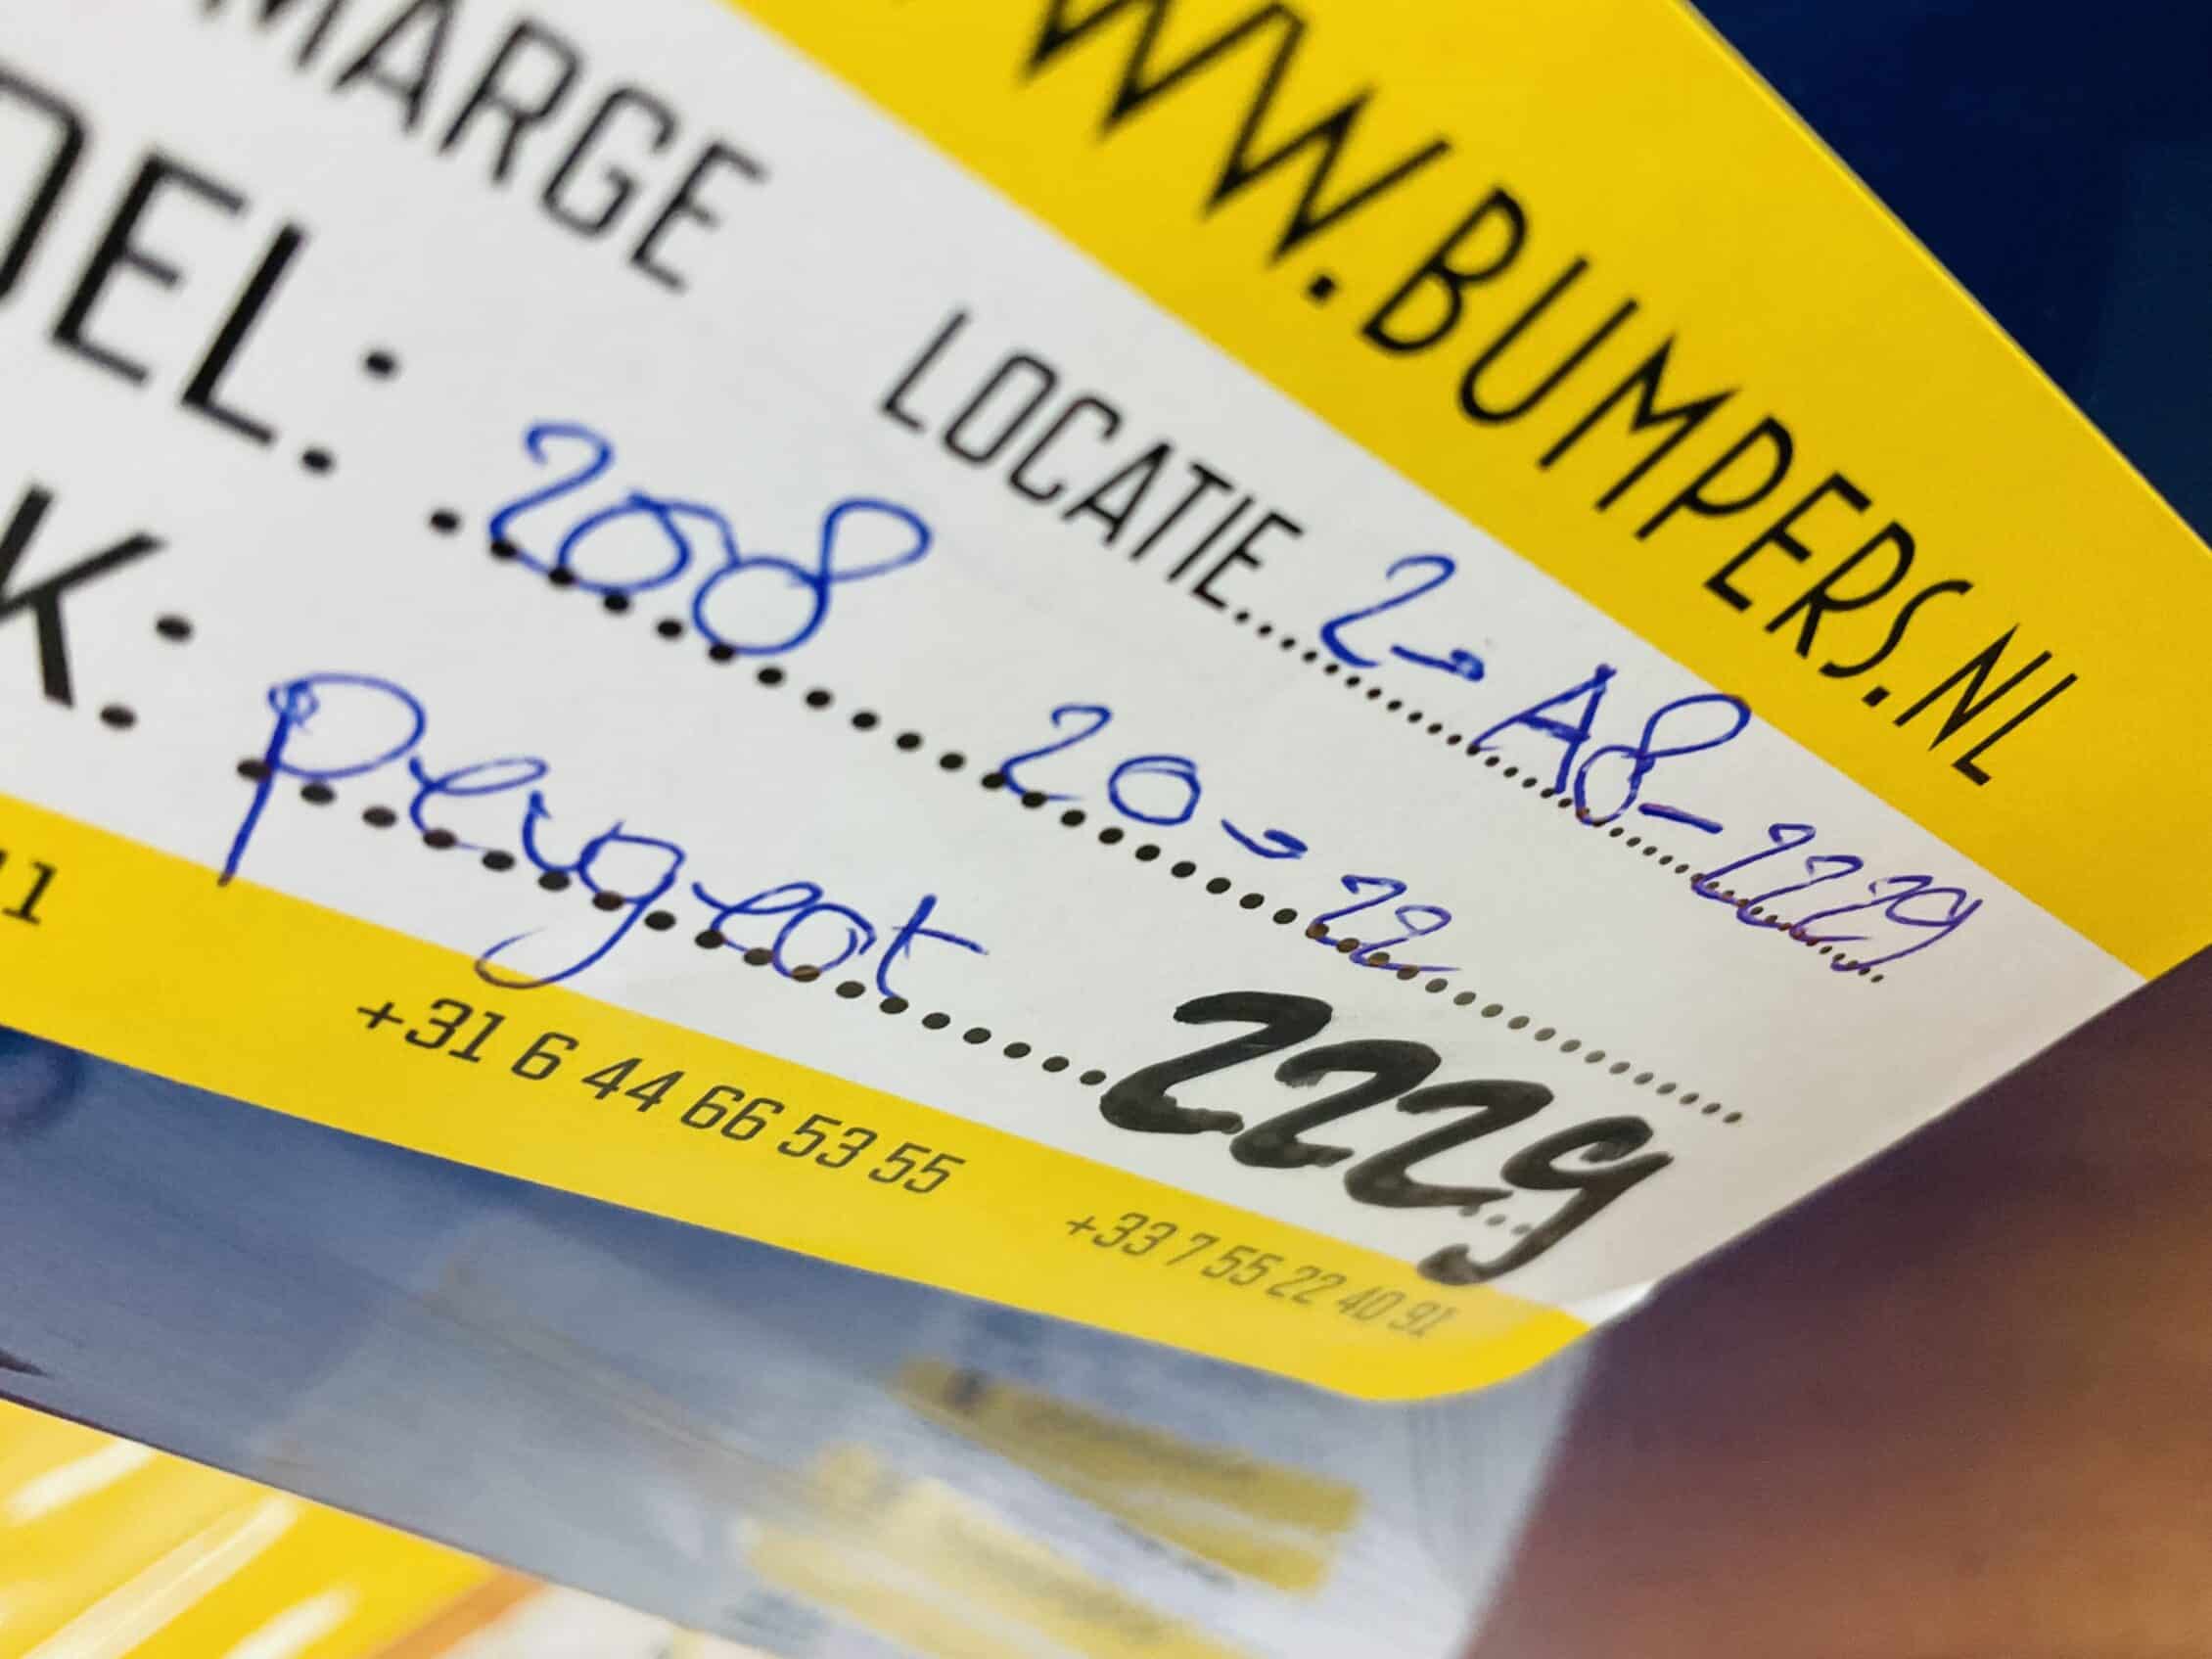 WWW.BUMPERS.NL
MARGE LOCATIE 2-A8-2229
DEL: 208 20-22
K: peugeot 2229
+31 6 44 66 53 55 +33 7 55 22 40 91